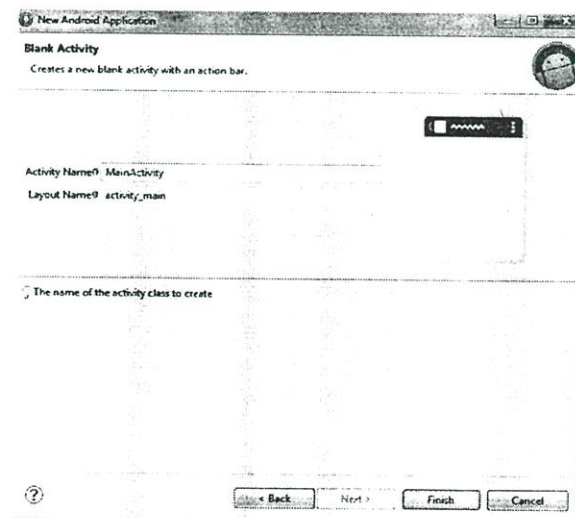 New Android Application
Blank Activity
Creates a new blank activity with an action bar.
Activity Name MainActivity
Layout Name activity_main
The name of the activity class to create
?
< Back Next > Finish Cancel